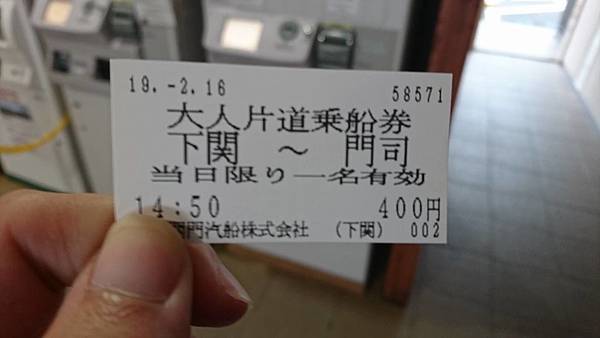 19.-2.16 58571
大人片道乗船券
下関 ~ 門司
当日限り一名有効
14:50 400円
門汽船株式会社 (下関) 002